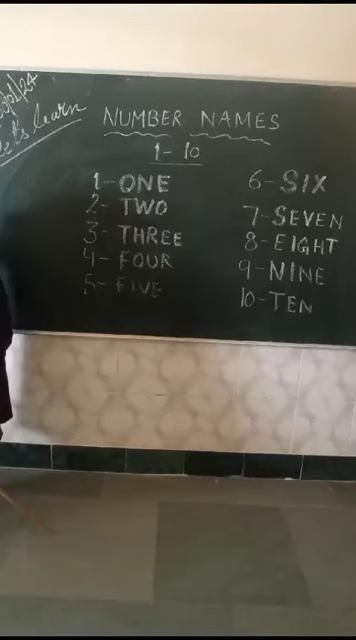 Let's learn
NUMBER NAMES
1 - 10
1 - ONE
2 - TWO
3 - THREE
4 - FOUR
5 - FIVE
6 - SIX
7 - SEVEN
8 - EIGHT
9 - NINE
10 - TEN